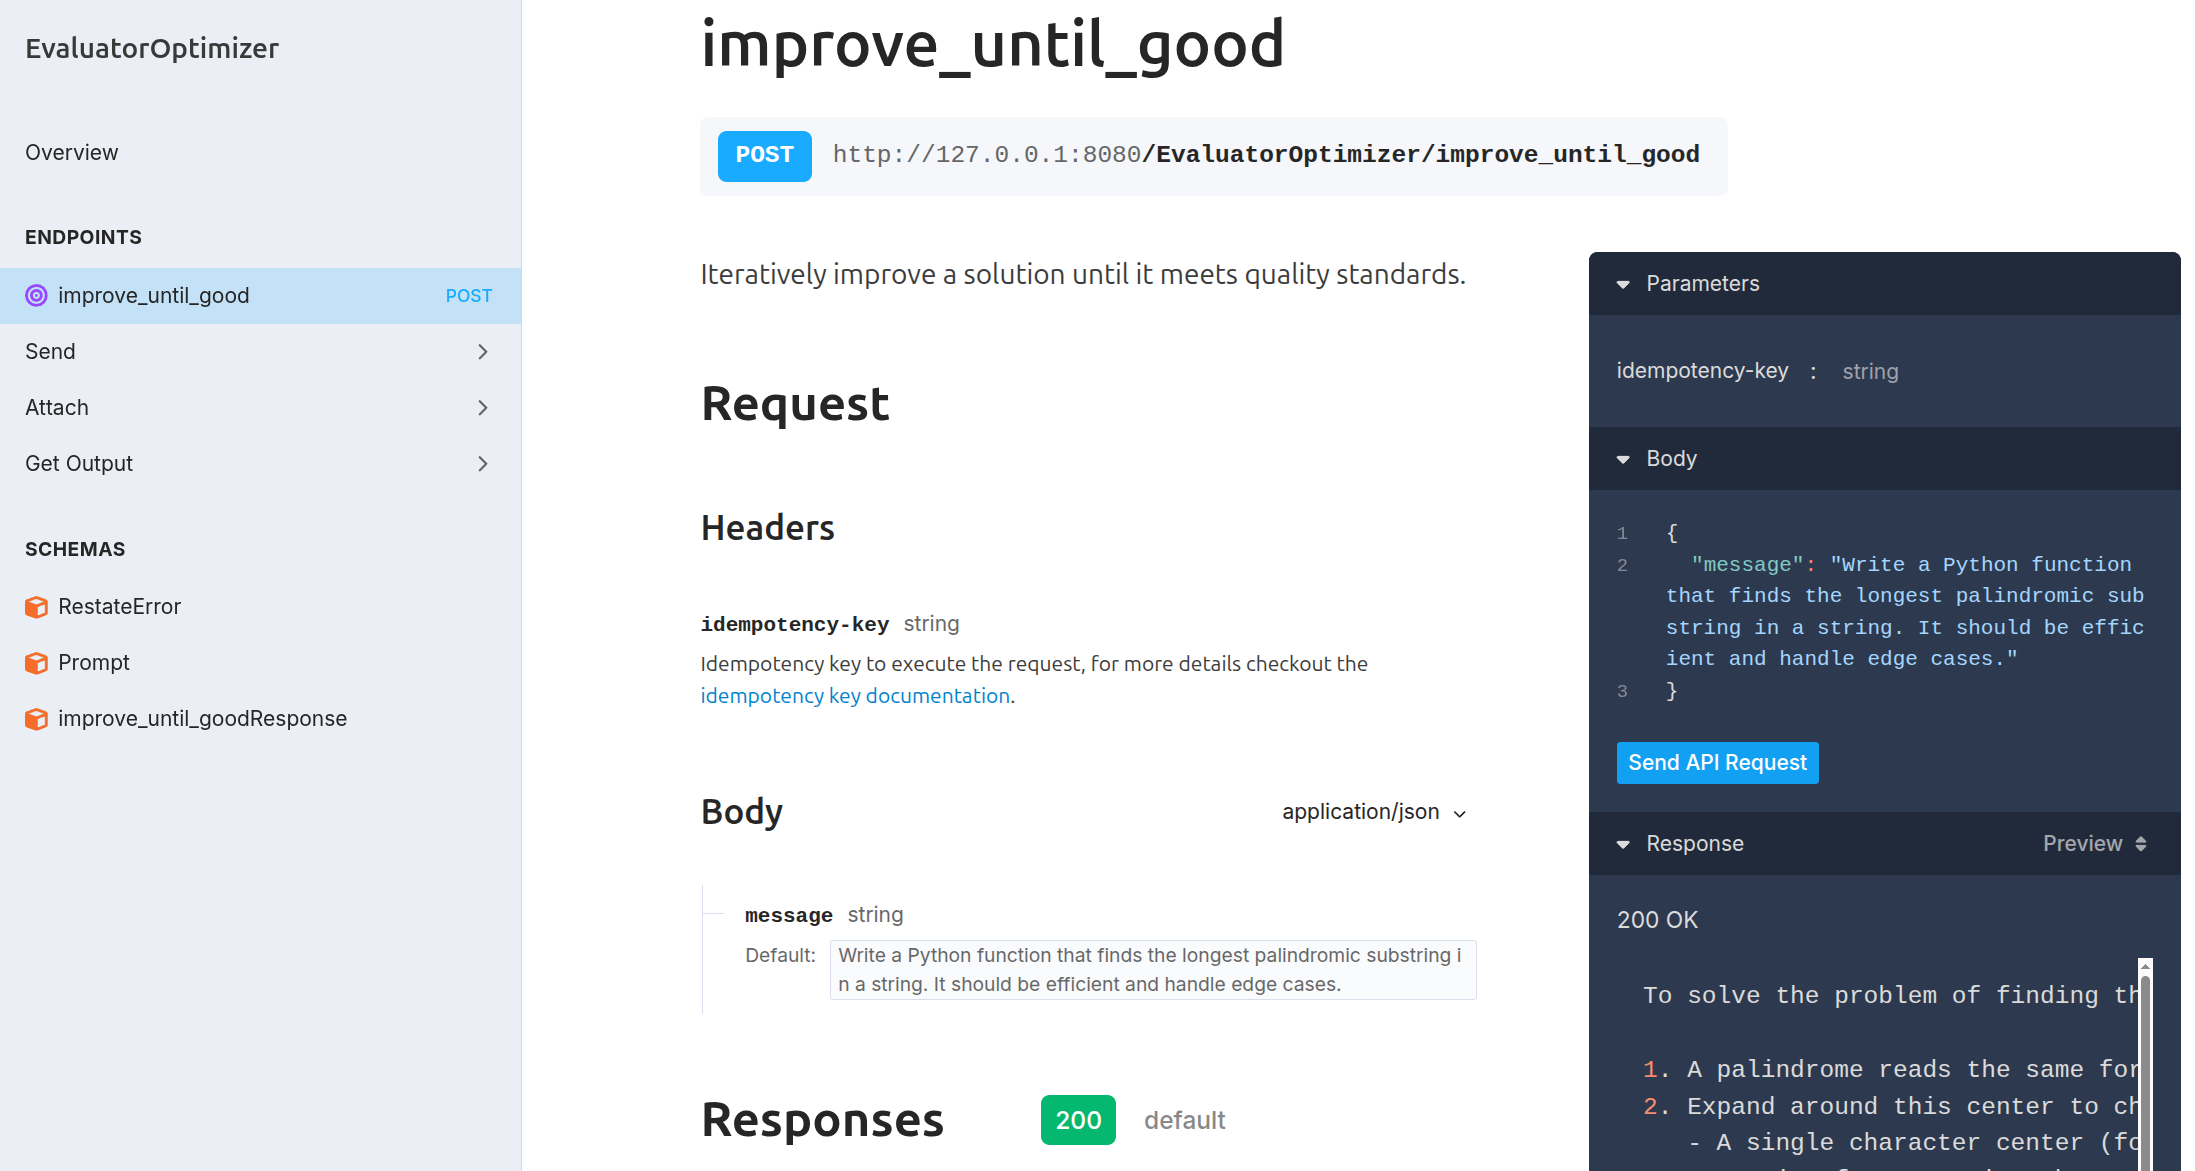 EvaluatorOptimizer
Overview
ENDPOINTS
improve_until_good POST
Send
Attach
Get Output
SCHEMAS
RestateError
Prompt
improve_until_goodResponse
improve_until_good
POST http://127.0.0.1:8080/EvaluatorOptimizer/improve_until_good
Iteratively improve a solution until it meets quality standards.
Request
Headers
idempotency-key string
Idempotency key to execute the request, for more details checkout the
idempotency key documentation.
Body application/json
message string
Default: Write a Python function that finds the longest palindromic substring i
n a string. It should be efficient and handle edge cases.
Responses 200 default
Parameters
idempotency-key : string
Body
1 {
2 "message": "Write a Python function
that finds the longest palindromic sub
string in a string. It should be effic
ient and handle edge cases."
3 }
Send API Request
Response Preview
200 OK
To solve the problem of finding th
1. A palindrome reads the same for
2. Expand around this center to ch
- A single character center (fo